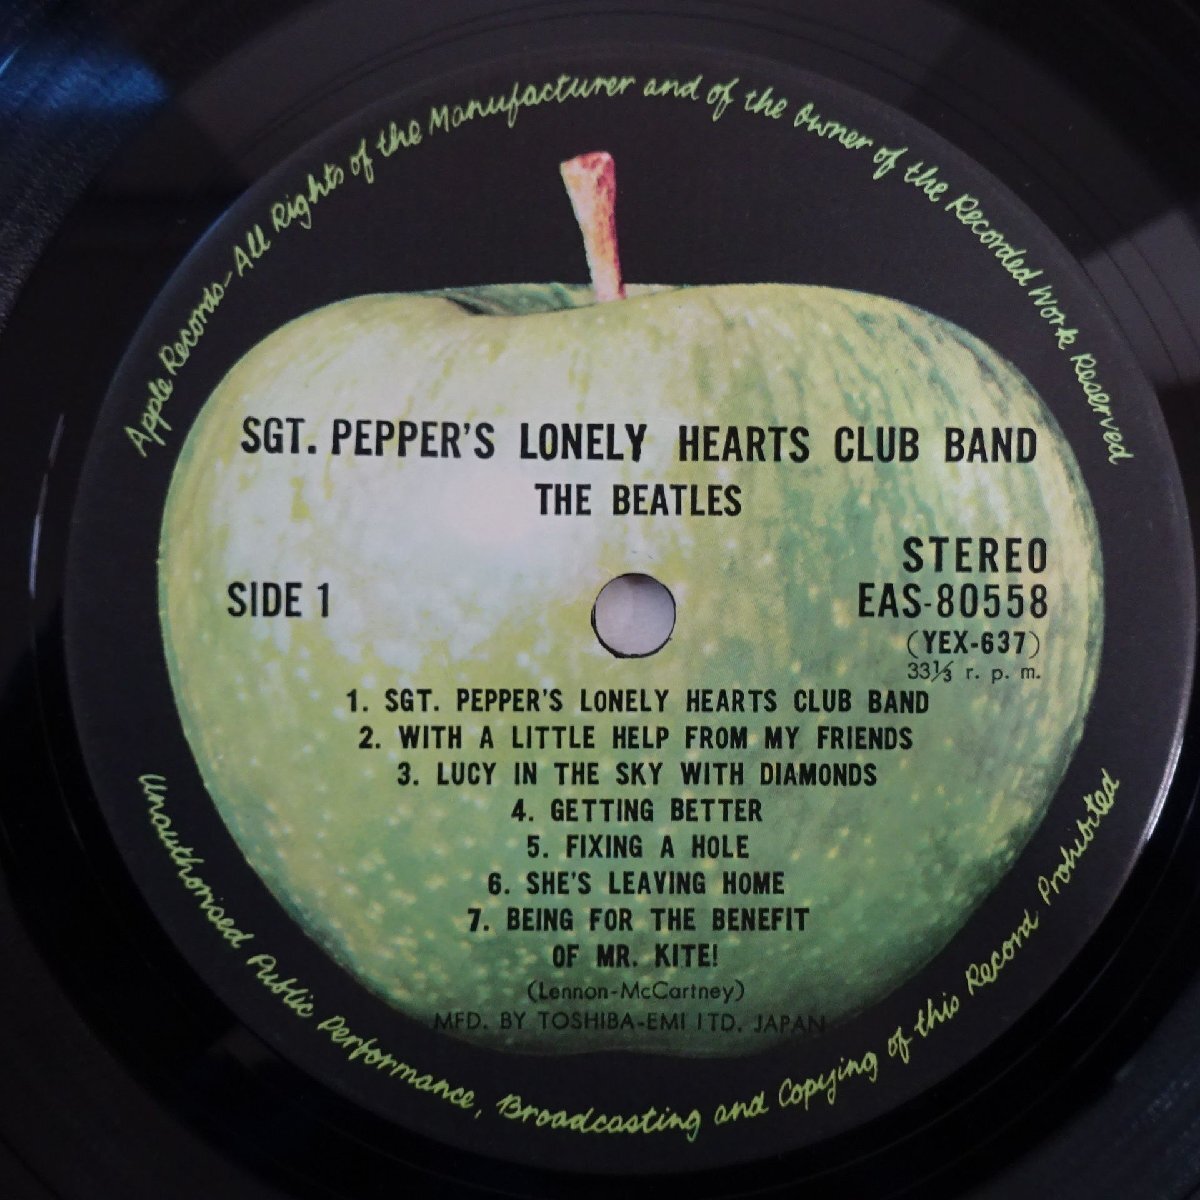 Apple Records-All Rights of the Manufacturer and of the Owner of the Recorded Work Reserved
SGT. PEPPER'S LONELY HEARTS CLUB BAND
THE BEATLES
STEREO
SIDE 1
EAS-80558
(YEX-637)
33⅓ r. p. m.
1. SGT. PEPPER'S LONELY HEARTS CLUB BAND
2. WITH A LITTLE HELP FROM MY FRIENDS
3. LUCY IN THE SKY WITH DIAMONDS
4. GETTING BETTER
5. FIXING A HOLE
6. SHE'S LEAVING HOME
7. BEING FOR THE BENEFIT
OF MR. KITE!
(Lennon-McCartney)
MFD. BY TOSHIBA-EMI LTD. JAPAN
Unauthorised Public Performance, Broadcasting and Copying of this Record Prohibited